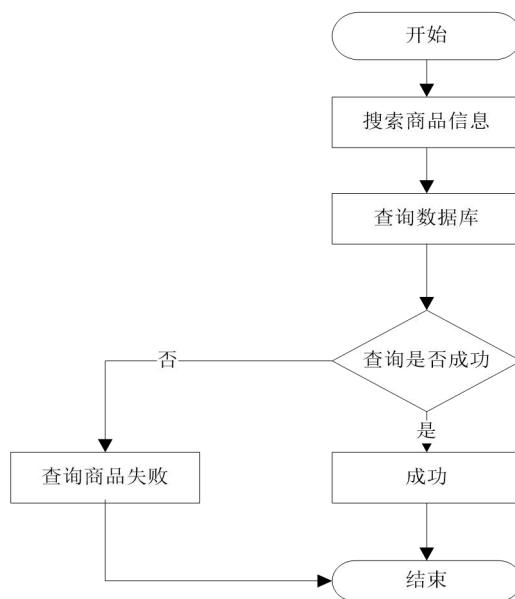 开始
搜索商品信息
查询数据库
查询是否成功
否
是
查询商品失败
成功
结束